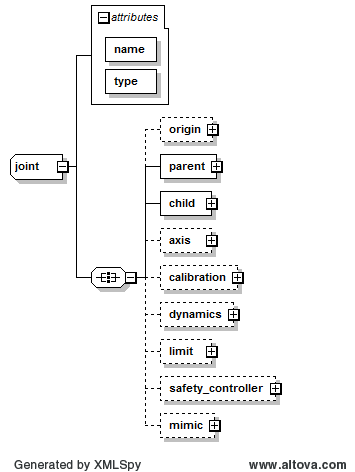 attributes
name
type
joint
origin
parent
child
axis
calibration
dynamics
limit
safety_controller
mimic
Generated by XMLSpy
www.altova.com